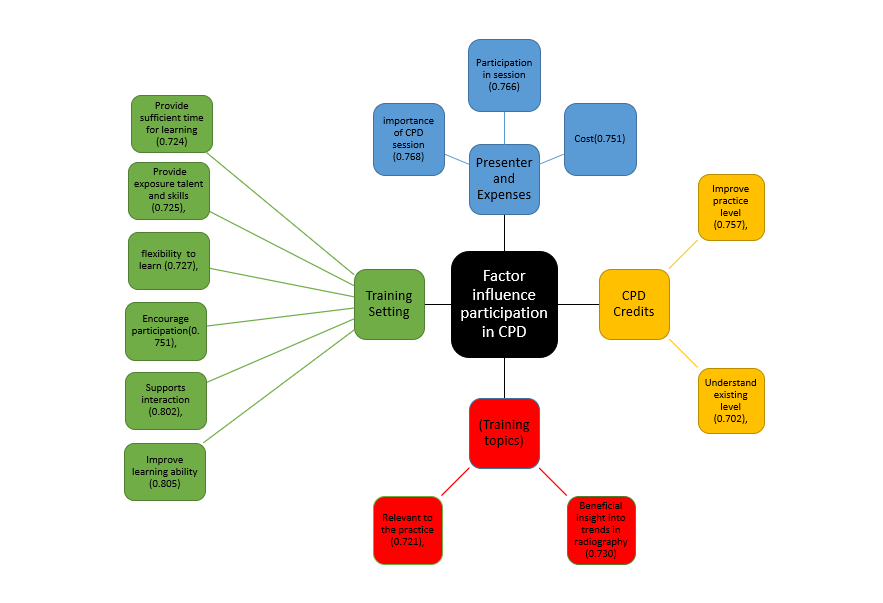 Participation
in session
(0.766)
importance
of CPD
session
(0.768)
Cost(0.751)
Presenter
and
Expenses
Provide
sufficient time
for learning
(0.724)
Provide
exposure talent
and skills
(0.725),
flexibility to
learn (0.727),
Encourage
participation(0.
751),
Supports
interaction
(0.802),
Improve
learning ability
(0.805)
Training
Setting
Factor
influence
participation
in CPD
CPD
Credits
Improve
practice
level
(0.757),
Understand
existing
level
(0.702),
(Training
topics)
Relevant to
the practice
(0.721),
Beneficial
insight into
trends in
radiography
(0.730)